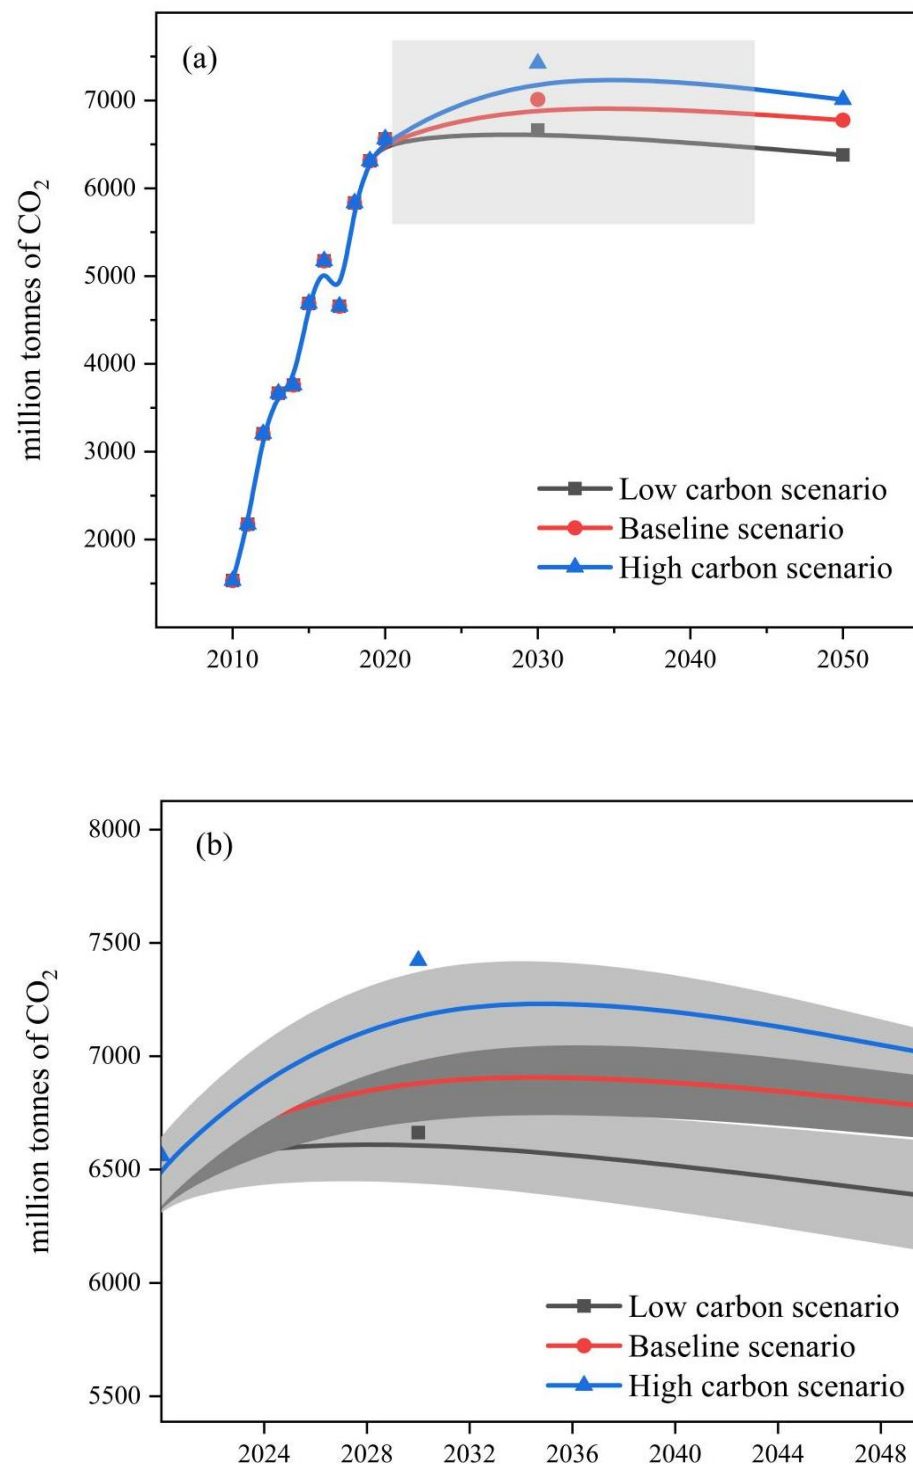 (a)
million tonnes of CO2
7000
6000
5000
4000
3000
2000
Low carbon scenario
Baseline scenario
High carbon scenario
2010 2020 2030 2040 2050
(b)
million tonnes of CO2
8000
7500
7000
6500
6000
5500
Low carbon scenario
Baseline scenario
High carbon scenario
2024 2028 2032 2036 2040 2044 2048